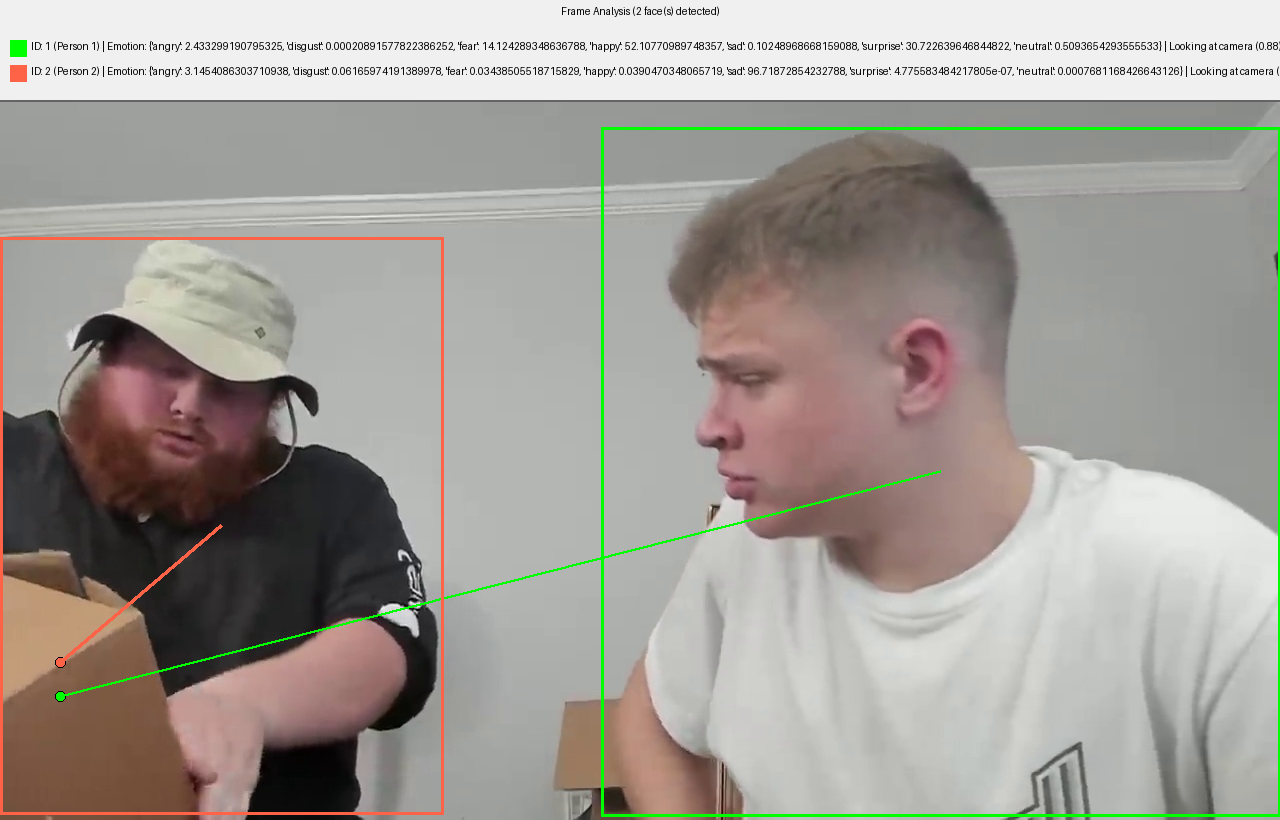 Frame Analysis (2 face(s) detected)
ID: 1 (Person 1) | Emotion: {'angry': 2.433299190795325, 'disgust': 0.00020891577822386252, 'fear': 14.124289348636788, 'happy': 52.10770989748357, 'sad': 0.10248968668159088, 'surprise': 30.722639646844822, 'neutral': 0.5093654293555533} | Looking at camera (0.88)
ID: 2 (Person 2) | Emotion: {'angry': 3.1454086303710938, 'disgust': 0.06165974191389978, 'fear': 0.03438505518715829, 'happy': 0.0390470348065719, 'sad': 96.71872854232788, 'surprise': 4.775583484217805e-07, 'neutral': 0.0007681168426643126} | Looking at camera (